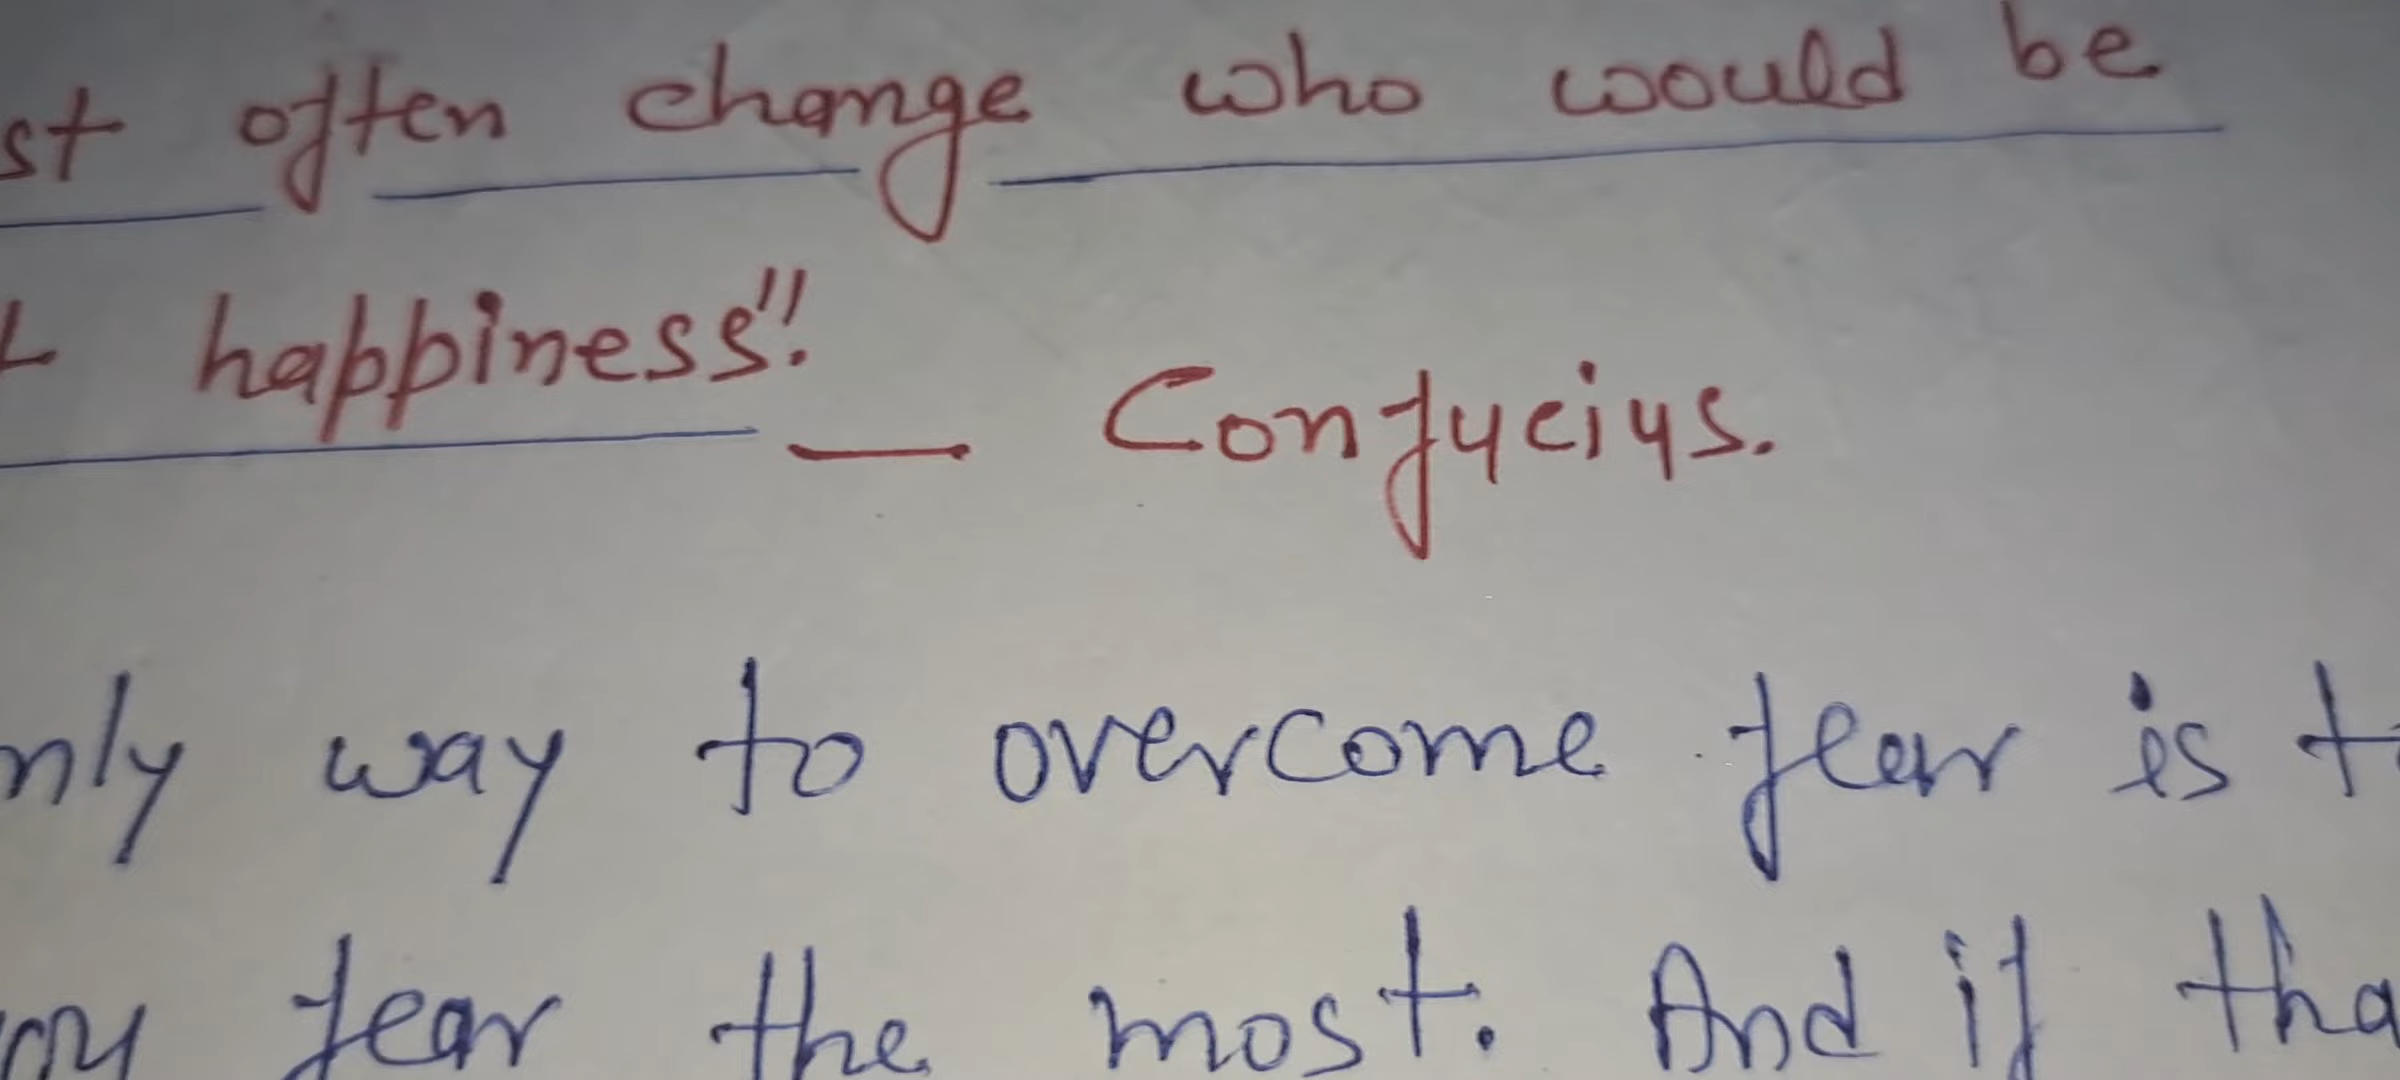 st often change who would be
happiness".
— Confucius.
nly way to overcome fear is t
fear the most. And if tha